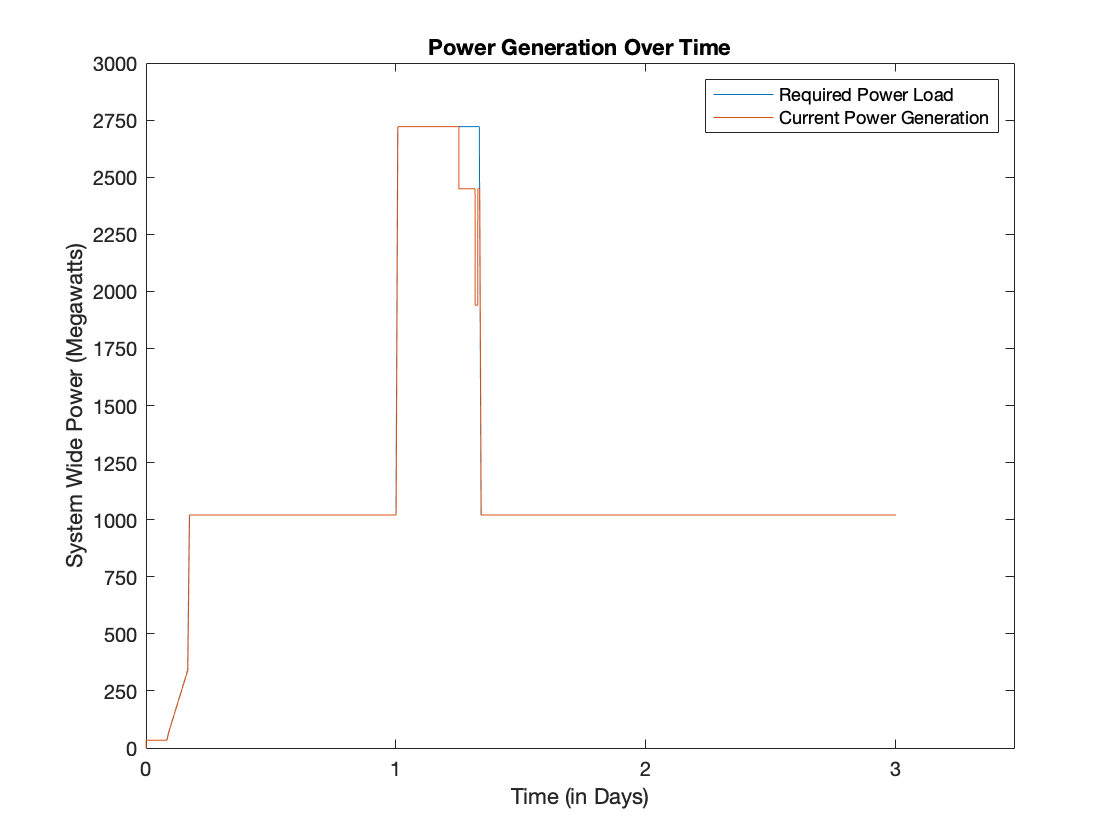 Power Generation Over Time
3000
2750
2500
2250
2000
1750
1500
1250
1000
750
500
250
0
System Wide Power (Megawatts)
Required Power Load
Current Power Generation
0 1 2 3
Time (in Days)